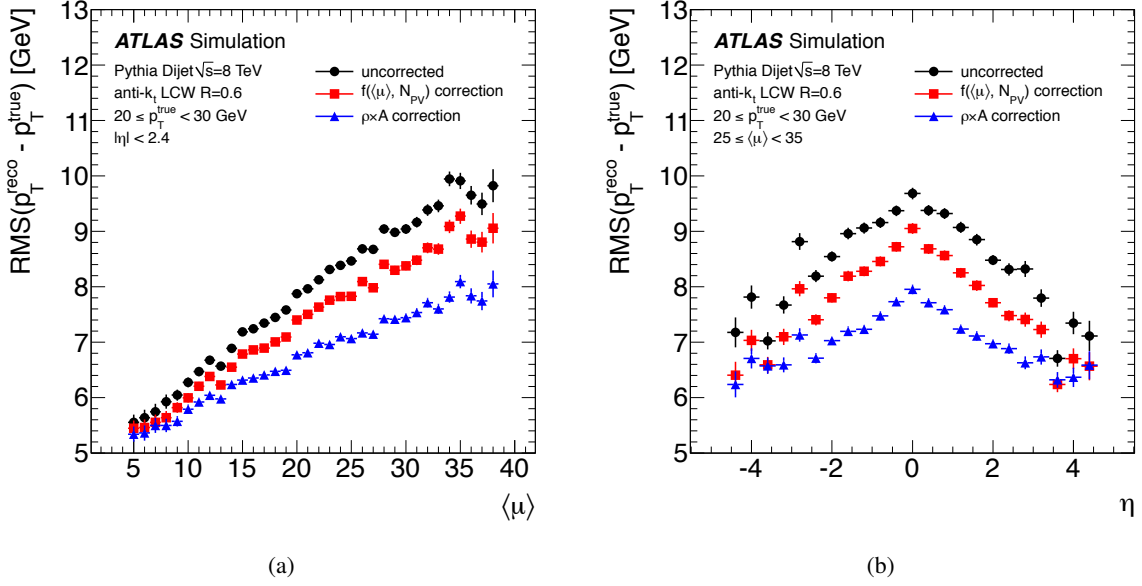 RMS(p_T^reco - p_T^true) [GeV]
13
12
11
10
9
8
7
6
5
ATLAS Simulation
Pythia Dijet √s=8 TeV
anti-k_t LCW R=0.6
20 ≤ p_T^true < 30 GeV
|η| < 2.4
uncorrected
f(⟨μ⟩, N_PV) correction
ρ×A correction
5 10 15 20 25 30 35 40
⟨μ⟩
(a)
RMS(p_T^reco - p_T^true) [GeV]
13
12
11
10
9
8
7
6
5
ATLAS Simulation
Pythia Dijet √s=8 TeV
anti-k_t LCW R=0.6
20 ≤ p_T^true < 30 GeV
25 ≤ ⟨μ⟩ < 35
uncorrected
f(⟨μ⟩, N_PV) correction
ρ×A correction
-4 -2 0 2 4
η
(b)